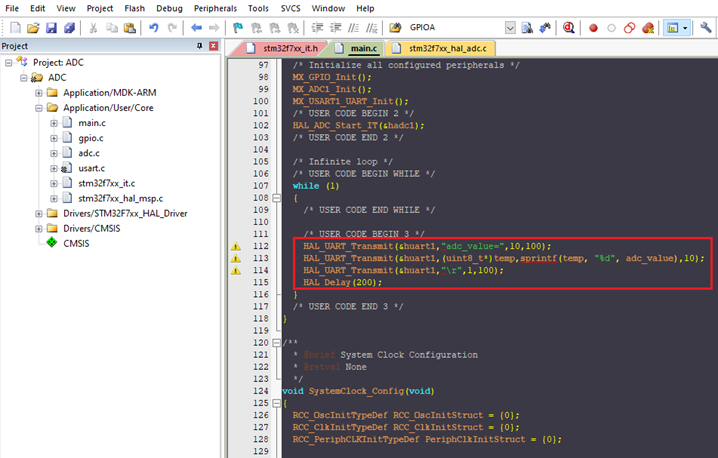 File Edit View Project Flash Debug Peripherals Tools SVCS Window Help
GPIOA
Project
stm32f7xx_it.h main.c stm32f7xx_hal_adc.c
Project: ADC
ADC
Application/MDK-ARM
Application/User/Core
main.c
gpio.c
adc.c
usart.c
stm32f7xx_it.c
stm32f7xx_hal_msp.c
Drivers/STM32F7xx_HAL_Driver
Drivers/CMSIS
CMSIS
97 /* Initialize all configured peripherals */
98 MX_GPIO_Init();
99 MX_ADC1_Init();
100 MX_USART1_UART_Init();
101 /* USER CODE BEGIN 2 */
102 HAL_ADC_Start_IT(&hadc1);
103 /* USER CODE END 2 */
104
105 /* Infinite loop */
106 /* USER CODE BEGIN WHILE */
107 while (1)
108 {
109 /* USER CODE END WHILE */
110
111 /* USER CODE BEGIN 3 */
112 HAL_UART_Transmit(&huart1,"adc_value=",10,100);
113 HAL_UART_Transmit(&huart1,(uint8_t*)temp,sprintf(temp, "%d", adc_value),10);
114 HAL_UART_Transmit(&huart1,"\r",1,100);
115 HAL_Delay(200);
116 }
117 /* USER CODE END 3 */
118 }
119
120 /**
121 * @brief System Clock Configuration
122 * @retval None
123 */
124 void SystemClock_Config(void)
125 {
126 RCC_OscInitTypeDef RCC_OscInitStruct = {0};
127 RCC_ClkInitTypeDef RCC_ClkInitStruct = {0};
128 RCC_PeriphCLKInitTypeDef PeriphClkInitStruct = {0};
129